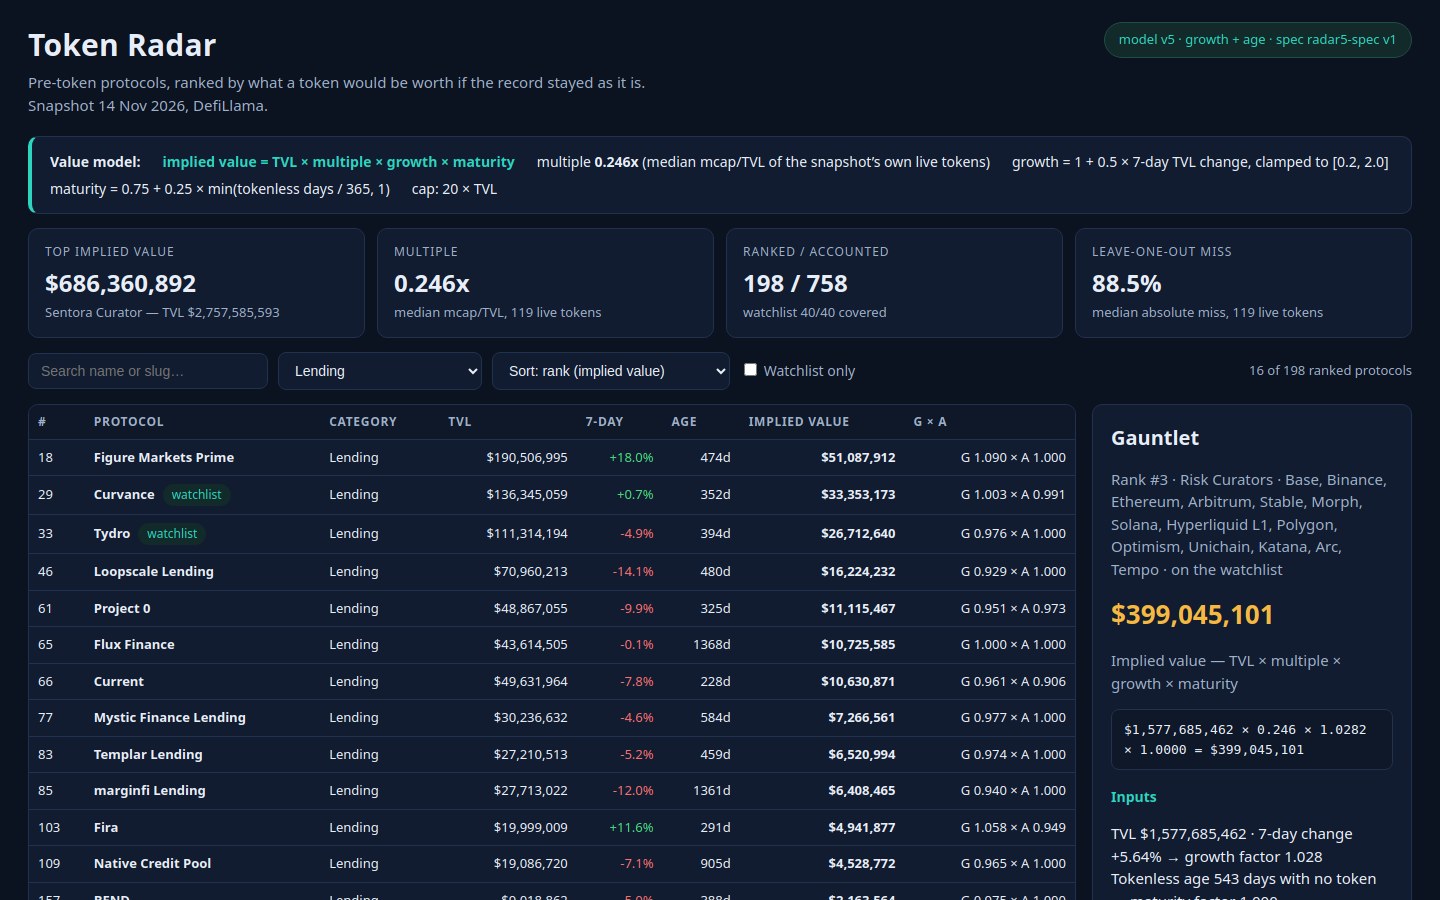 Token Radar
model v5 · growth + age · spec radar5-spec v1
Pre-token protocols, ranked by what a token would be worth if the record stayed as it is.
Snapshot 14 Nov 2026, DefiLlama.
Value model: implied value = TVL × multiple × growth × maturity multiple 0.246x (median mcap/TVL of the snapshot's own live tokens) growth = 1 + 0.5 × 7-day TVL change, clamped to [0.2, 2.0]
maturity = 0.75 + 0.25 × min(tokenless days / 365, 1) cap: 20 × TVL
TOP IMPLIED VALUE
$686,360,892
Sentora Curator — TVL $2,757,585,593
MULTIPLE
0.246x
median mcap/TVL, 119 live tokens
RANKED / ACCOUNTED
198 / 758
watchlist 40/40 covered
LEAVE-ONE-OUT MISS
88.5%
median absolute miss, 119 live tokens
Search name or slug… Lending Sort: rank (implied value) Watchlist only 16 of 198 ranked protocols
# PROTOCOL CATEGORY TVL 7-DAY AGE IMPLIED VALUE G × A
18 Figure Markets Prime Lending $190,506,995 +18.0% 474d $51,087,912 G 1.090 × A 1.000
29 Curvance watchlist Lending $136,345,059 +0.7% 352d $33,353,173 G 1.003 × A 0.991
33 Tydro watchlist Lending $111,314,194 -4.9% 394d $26,712,640 G 0.976 × A 1.000
46 Loopscale Lending Lending $70,960,213 -14.1% 480d $16,224,232 G 0.929 × A 1.000
61 Project 0 Lending $48,867,055 -9.9% 325d $11,115,467 G 0.951 × A 0.973
65 Flux Finance Lending $43,614,505 -0.1% 1368d $10,725,585 G 1.000 × A 1.000
66 Current Lending $49,631,964 -7.8% 228d $10,630,871 G 0.961 × A 0.906
77 Mystic Finance Lending Lending $30,236,632 -4.6% 584d $7,266,561 G 0.977 × A 1.000
83 Templar Lending Lending $27,210,513 -5.2% 459d $6,520,994 G 0.974 × A 1.000
85 marginfi Lending Lending $27,713,022 -12.0% 1361d $6,408,465 G 0.940 × A 1.000
103 Fira Lending $19,999,009 +11.6% 291d $4,941,877 G 1.058 × A 0.949
109 Native Credit Pool Lending $19,086,720 -7.1% 905d $4,528,772 G 0.965 × A 1.000
Lending
Gauntlet
Rank #3 · Risk Curators · Base, Binance,
Ethereum, Arbitrum, Stable, Morph,
Solana, Hyperliquid L1, Polygon,
Optimism, Unichain, Katana, Arc,
Tempo · on the watchlist
$399,045,101
Implied value — TVL × multiple ×
growth × maturity
$1,577,685,462 × 0.246 × 1.0282
× 1.0000 = $399,045,101
Inputs
TVL $1,577,685,462 · 7-day change
+5.64% → growth factor 1.028
Tokenless age 543 days with no token